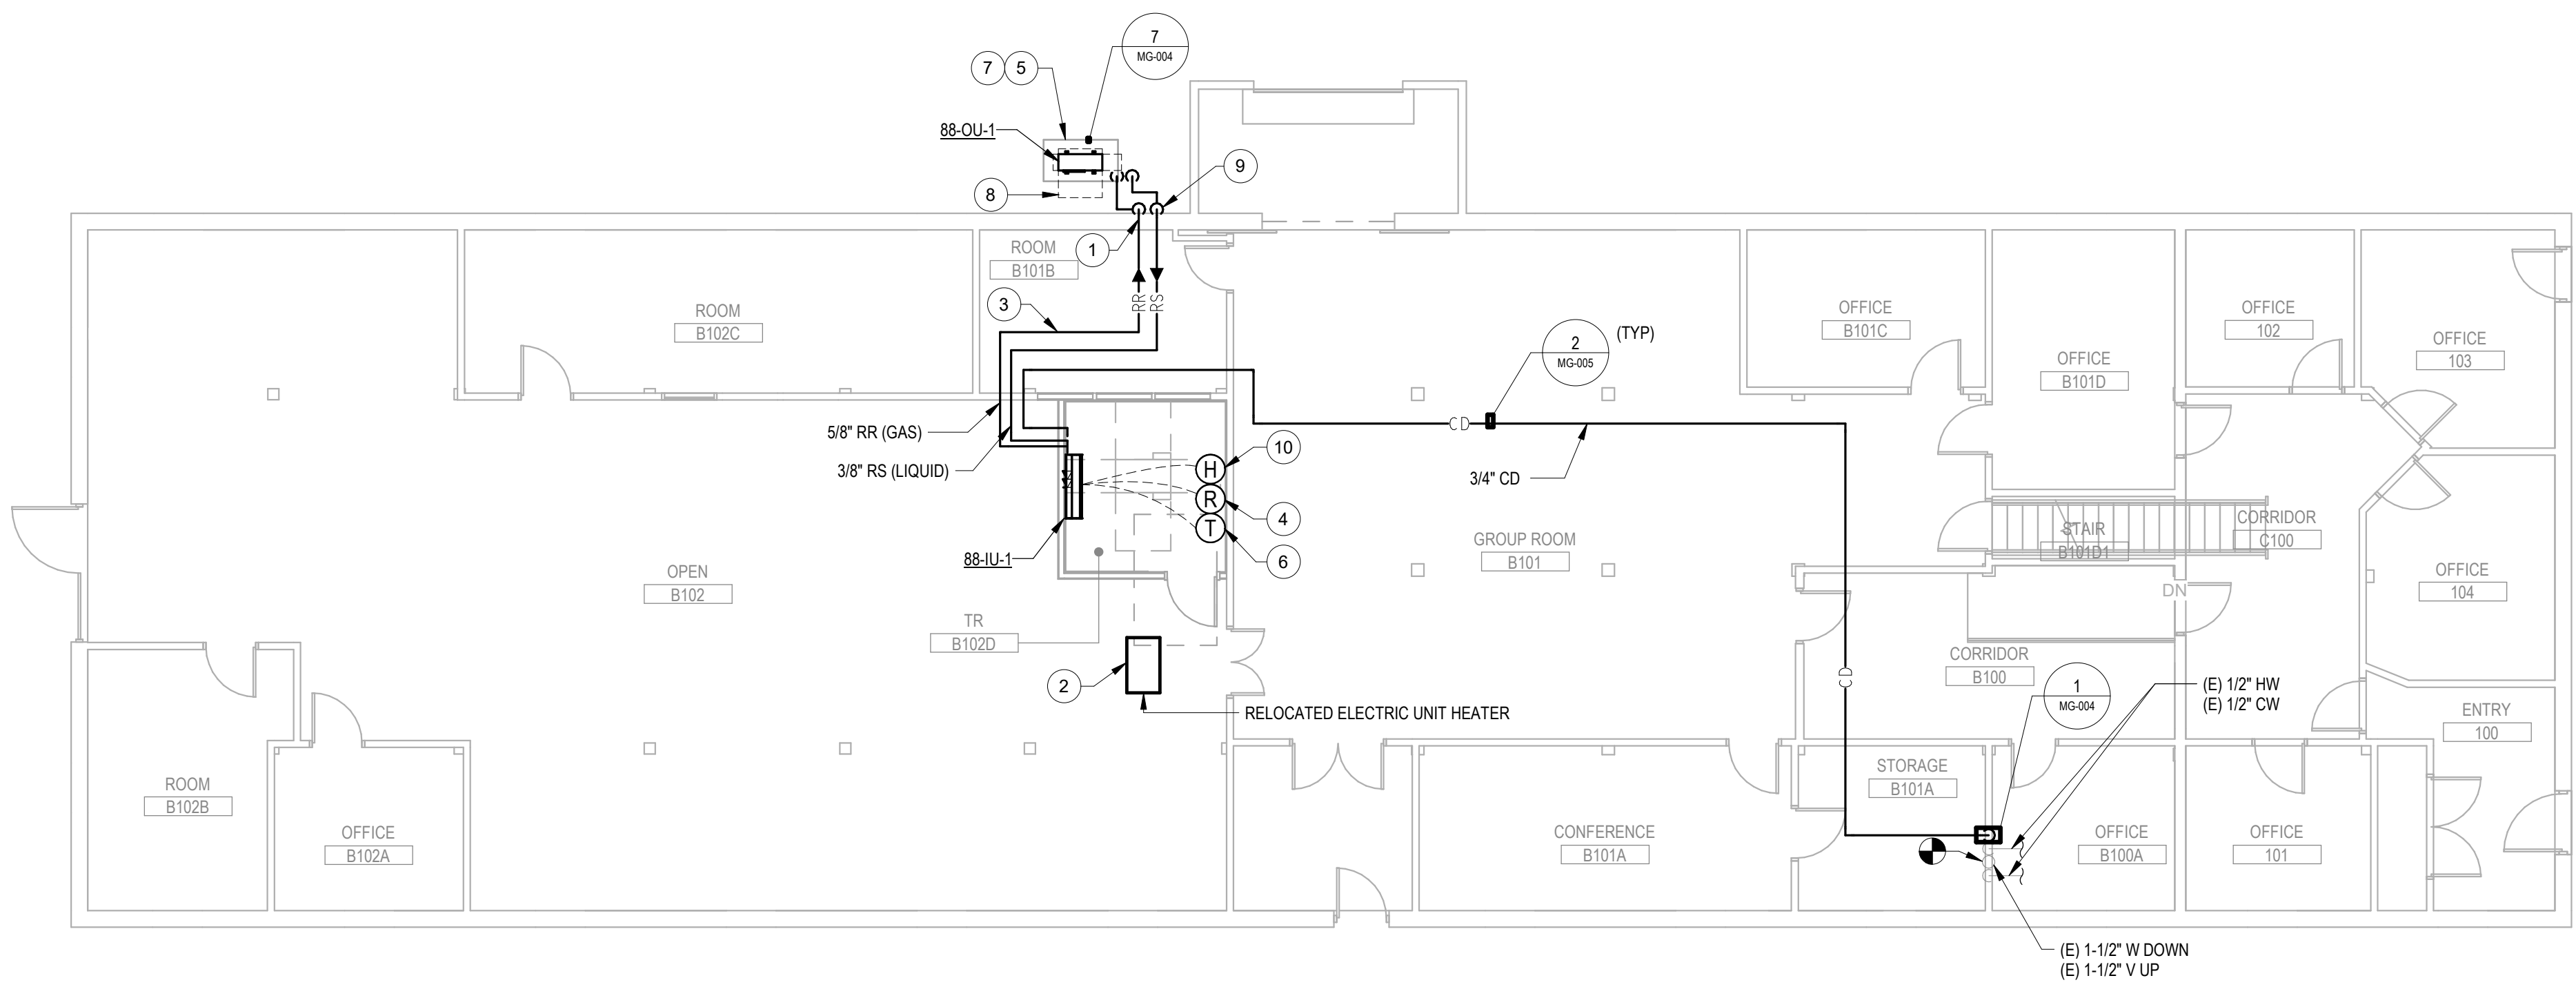 7
MG-004
7
5
88-OU-1
8
9
1
ROOM
B101B
RR
RS
3
ROOM
B102C
OFFICE
B101C
OFFICE
102
OFFICE
103
2
MG-005
(TYP)
OFFICE
B101D
5/8" RR (GAS)
3/8" RS (LIQUID)
CD
3/4" CD
H
10
R
4
T
6
88-IU-1
GROUP ROOM
B101
STAIR
B101D1
CORRIDOR
C100
OPEN
B102
OFFICE
104
DN
TR
B102D
2
RELOCATED ELECTRIC UNIT HEATER
CD
CORRIDOR
B100
1
MG-004
(E) 1/2" HW
(E) 1/2" CW
ENTRY
100
ROOM
B102B
OFFICE
B102A
STORAGE
B101A
CONFERENCE
B101A
OFFICE
B100A
OFFICE
101
(E) 1-1/2" W DOWN
(E) 1-1/2" V UP